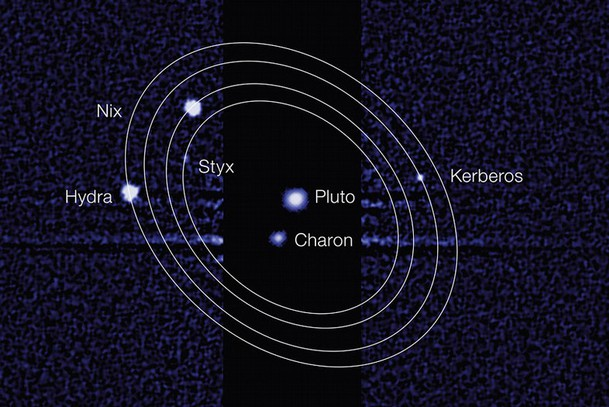 Nix
Styx
Kerberos
Hydra
Pluto
Charon